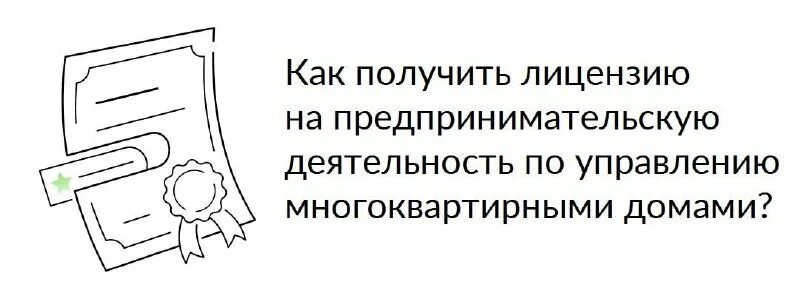 Как получить лицензию
на предпринимательскую
деятельность по управлению
многоквартирными домами?